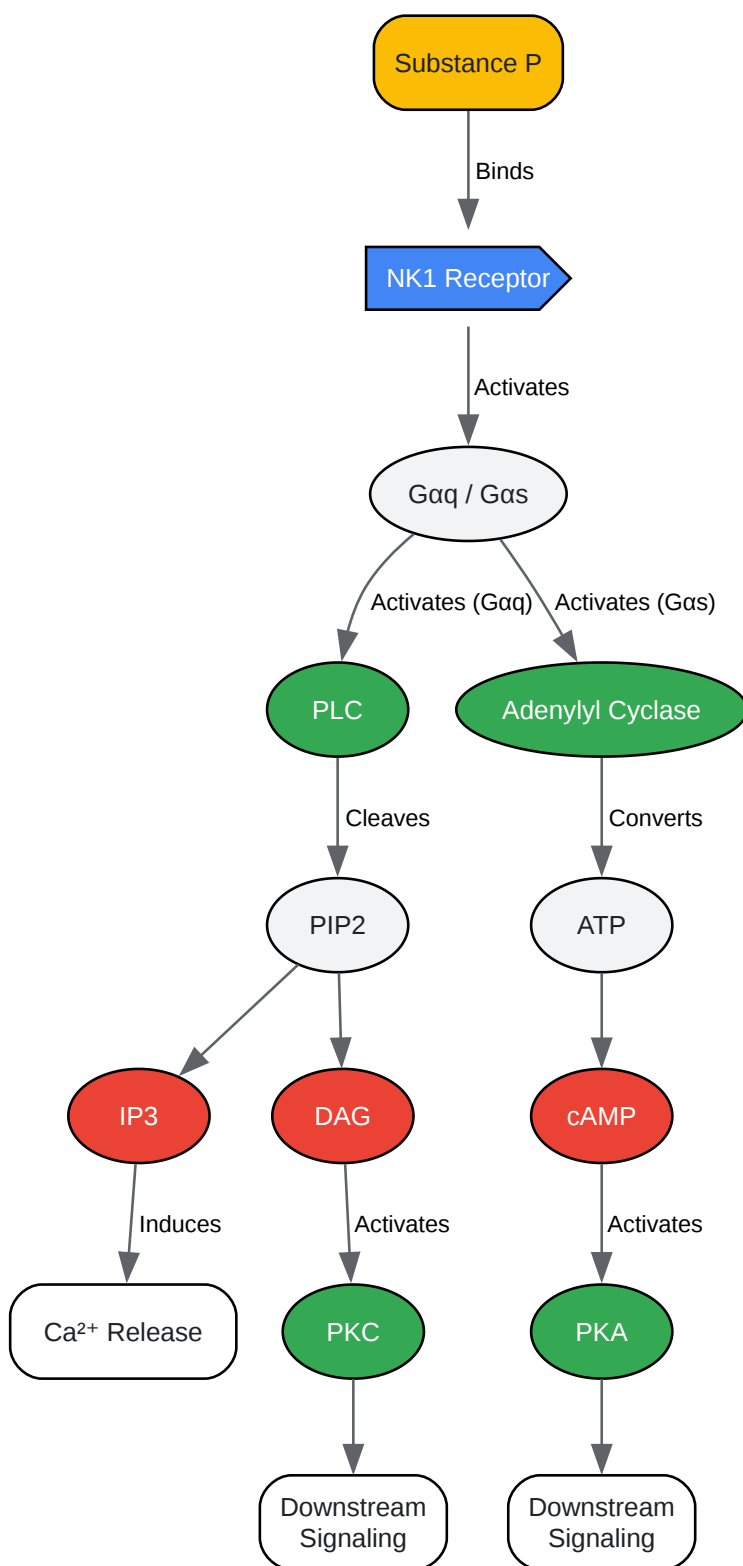 Substance P
Binds
NK1 Receptor
Activates
Gαq / Gαs
Activates (Gαq)
Activates (Gαs)
PLC
Adenylyl Cyclase
Cleaves
Converts
PIP2
ATP
IP3
DAG
cAMP
Induces
Activates
Activates
Ca²⁺ Release
PKC
PKA
Downstream
Signaling
Downstream
Signaling